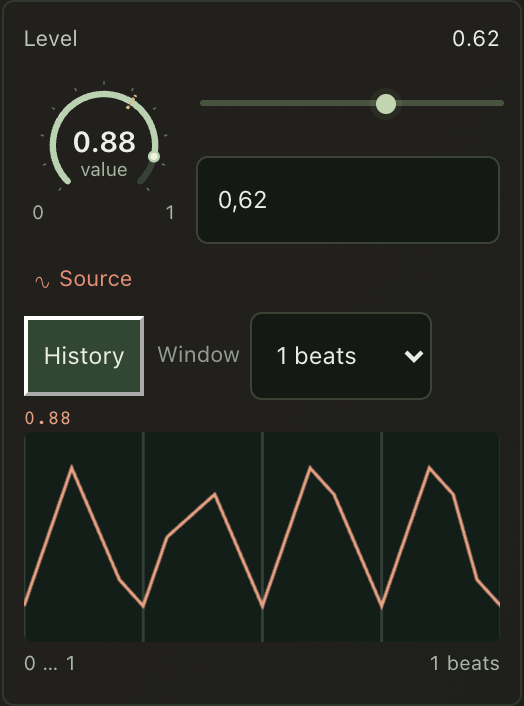 Level 0.62
0.88
value
0 1
0,62
∿ Source
History Window 1 beats
0.88
0 … 1 1 beats